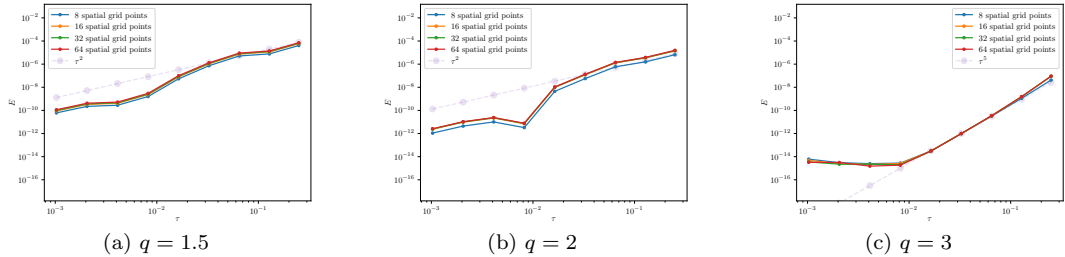 10⁻²
10⁻⁴
10⁻⁶
10⁻⁸
10⁻¹⁰
10⁻¹²
10⁻¹⁴
10⁻¹⁶
E
8 spatial grid points
16 spatial grid points
32 spatial grid points
64 spatial grid points
τ²
10⁻³
10⁻²
10⁻¹
τ
(a) q = 1.5
10⁻²
10⁻⁴
10⁻⁶
10⁻⁸
10⁻¹⁰
10⁻¹²
10⁻¹⁴
10⁻¹⁶
E
8 spatial grid points
16 spatial grid points
32 spatial grid points
64 spatial grid points
τ²
10⁻³
10⁻²
10⁻¹
τ
(b) q = 2
10⁻²
10⁻⁴
10⁻⁶
10⁻⁸
10⁻¹⁰
10⁻¹²
10⁻¹⁴
10⁻¹⁶
E
8 spatial grid points
16 spatial grid points
32 spatial grid points
64 spatial grid points
τ⁵
10⁻³
10⁻²
10⁻¹
τ
(c) q = 3